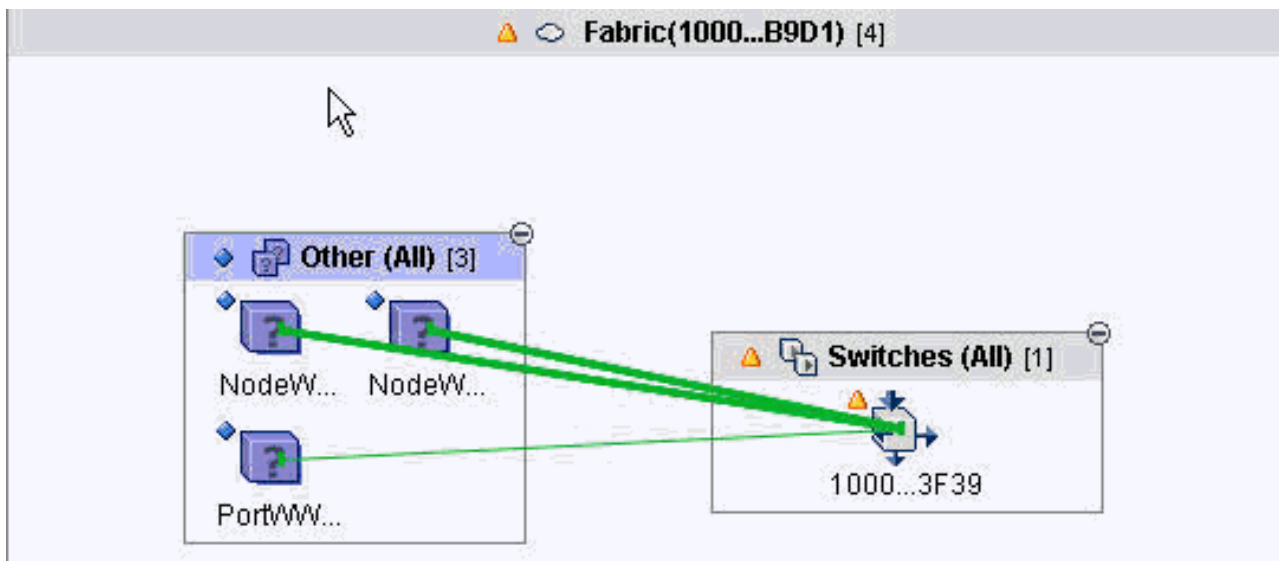 Fabric(1000...B9D1) [4]
Other (All) [3]
NodeW... NodeW...
PortWW...
Switches (All) [1]
1000...3F39